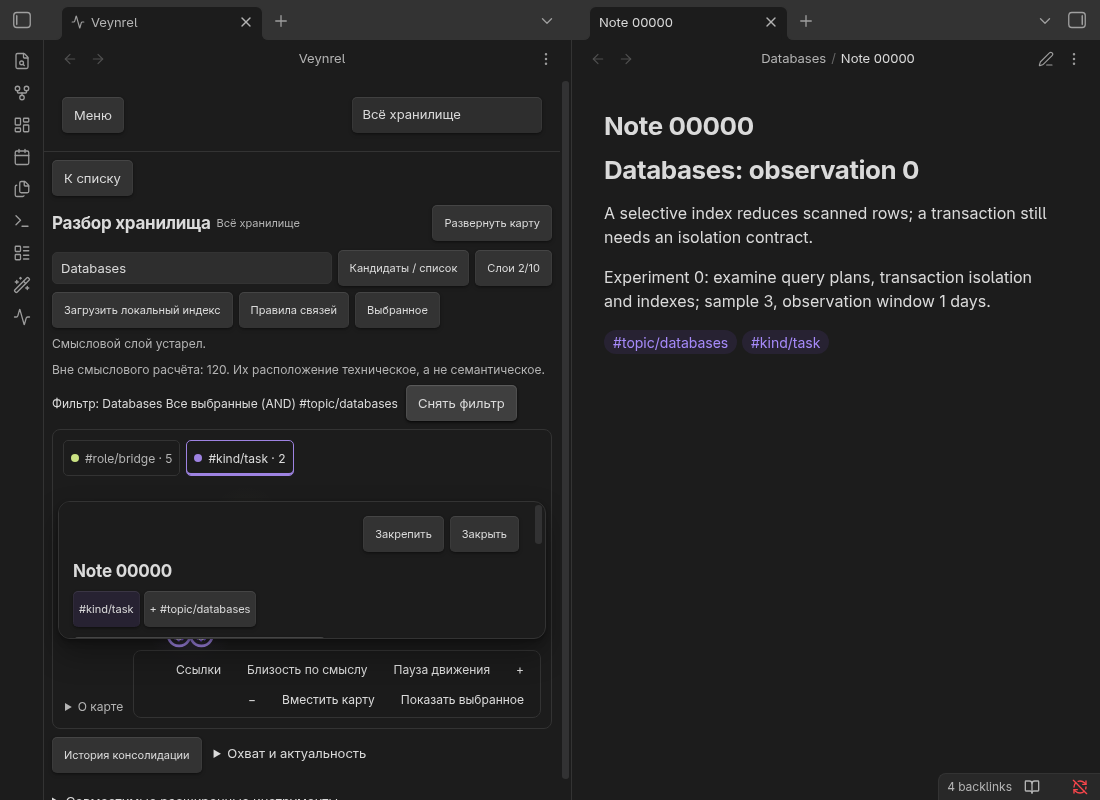 Veynrel
Note 00000
Veynrel
Databases / Note 00000
Меню
Всё хранилище
К списку
Разбор хранилища Всё хранилище
Развернуть карту
Databases
Кандидаты / список
Слои 2/10
Загрузить локальный индекс
Правила связей
Выбранное
Смысловой слой устарел.
Вне смыслового расчёта: 120. Их расположение техническое, а не семантическое.
Фильтр: Databases Все выбранные (AND) #topic/databases
Снять фильтр
#role/bridge · 5
#kind/task · 2
Закрепить
Закрыть
Note 00000
#kind/task
+ #topic/databases
Ссылки
Близость по смыслу
Пауза движения
+
−
Вместить карту
Показать выбранное
О карте
История консолидации
Охват и актуальность
Note 00000
Databases: observation 0
A selective index reduces scanned rows; a transaction still
needs an isolation contract.
Experiment 0: examine query plans, transaction isolation
and indexes; sample 3, observation window 1 days.
#topic/databases #kind/task
4 backlinks